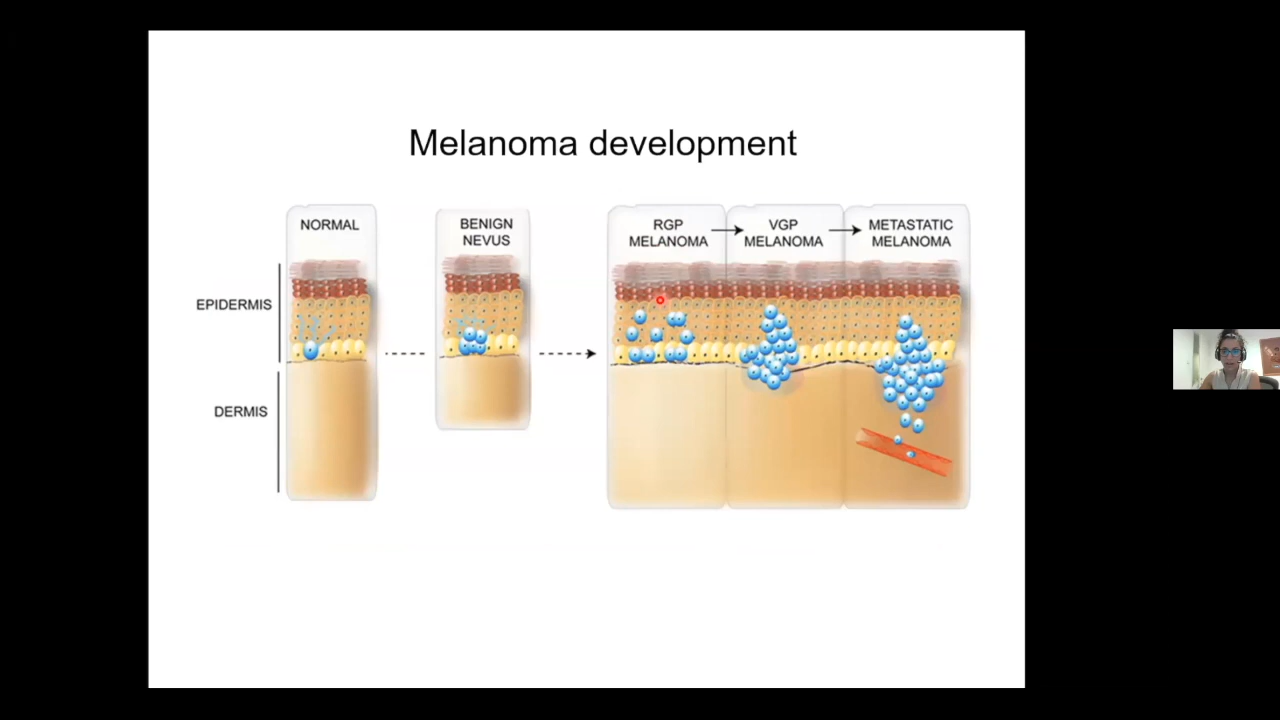 Melanoma development
NORMAL
BENIGN
NEVUS
RGP
MELANOMA
VGP
MELANOMA
METASTATIC
MELANOMA
EPIDERMIS
DERMIS